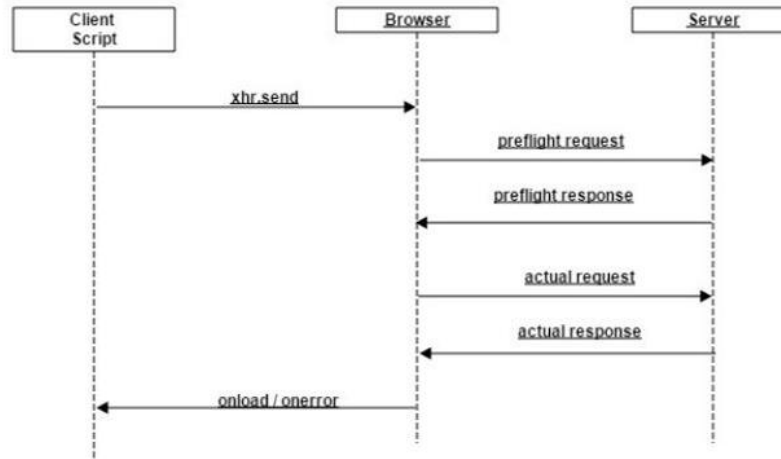 Client
Script
Browser
Server
xhr.send
preflight request
preflight response
actual request
actual response
onload / onerror